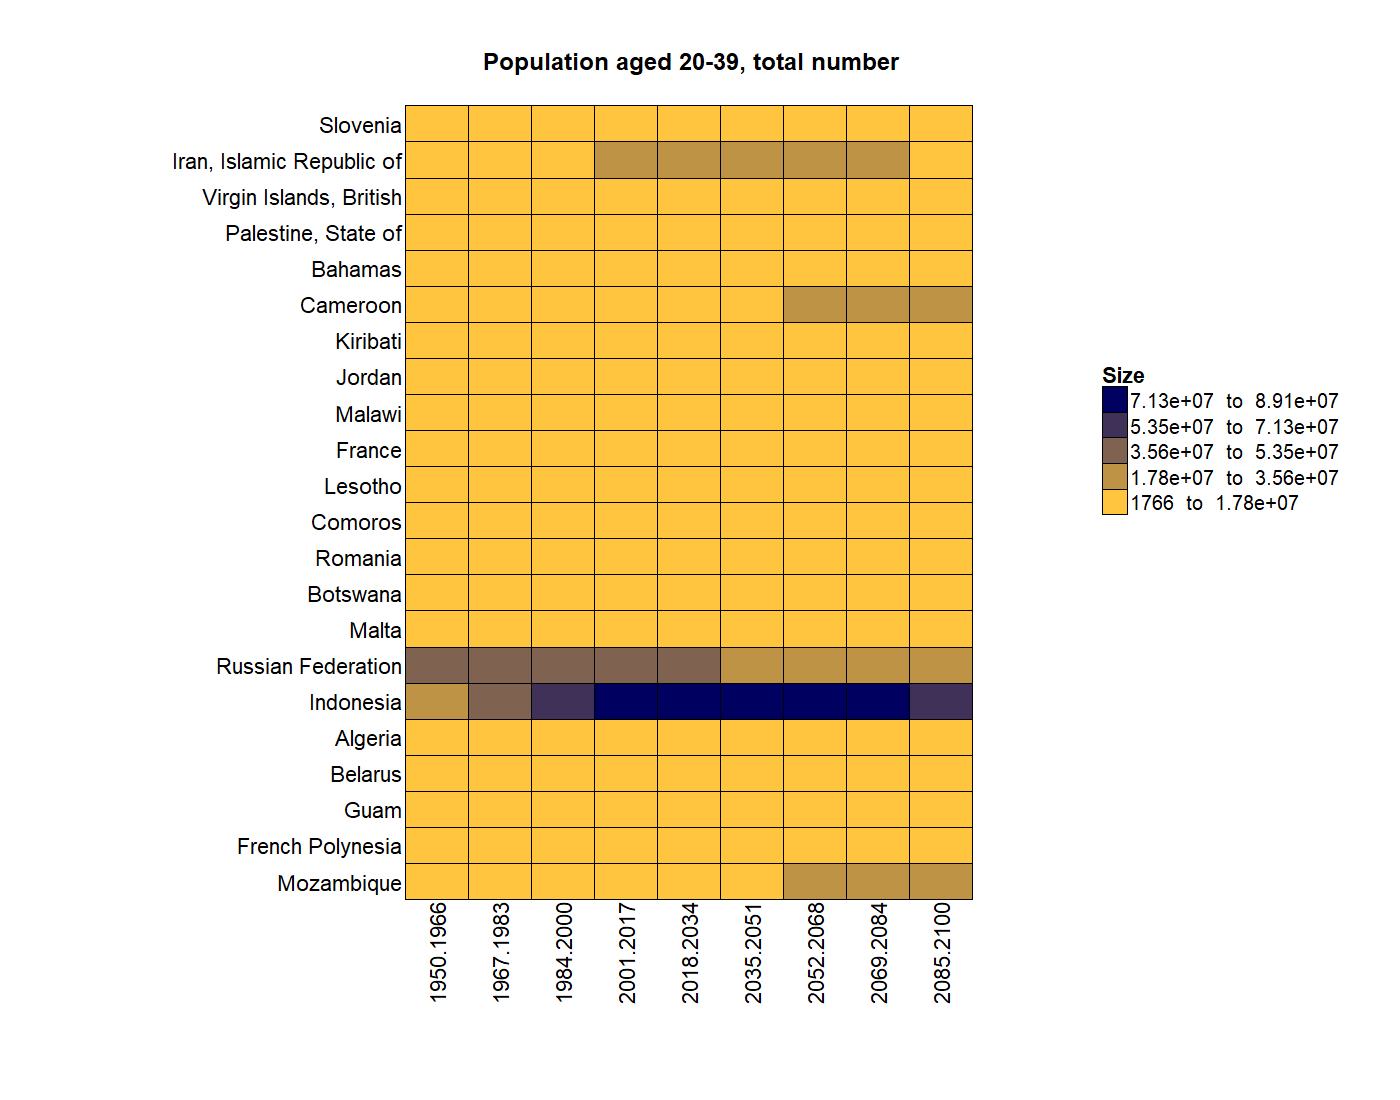 Population aged 20-39, total number
Slovenia
Iran, Islamic Republic of
Virgin Islands, British
Palestine, State of
Bahamas
Cameroon
Kiribati
Jordan
Malawi
France
Lesotho
Comoros
Romania
Botswana
Malta
Russian Federation
Indonesia
Algeria
Belarus
Guam
French Polynesia
Mozambique
1950.1966
1967.1983
1984.2000
2001.2017
2018.2034
2035.2051
2052.2068
2069.2084
2085.2100
Size
7.13e+07 to 8.91e+07
5.35e+07 to 7.13e+07
3.56e+07 to 5.35e+07
1.78e+07 to 3.56e+07
1766 to 1.78e+07